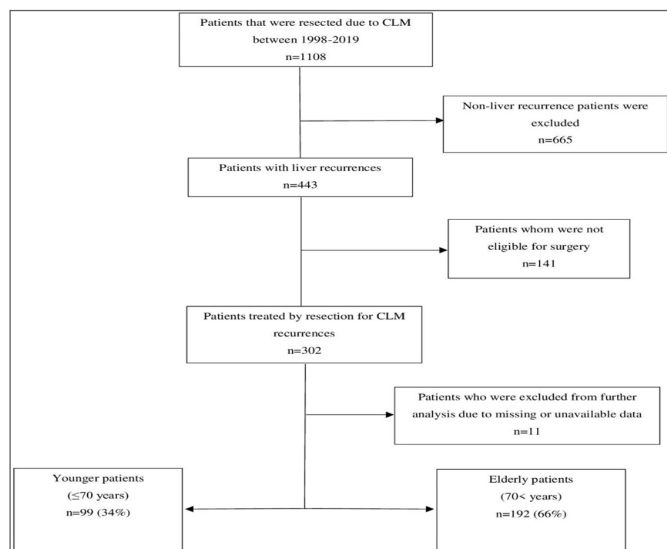 Patients that were resected due to CLM
between 1998-2019
n=1108
Non-liver recurrence patients were
excluded
n=665
Patients with liver recurrences
n=443
Patients whom were not
eligible for surgery
n=141
Patients treated by resection for CLM
recurrences
n=302
Patients who were excluded from further
analysis due to missing or unavailable data
n=11
Younger patients
(≤70 years)
n=99 (34%)
Elderly patients
(70< years)
n=192 (66%)